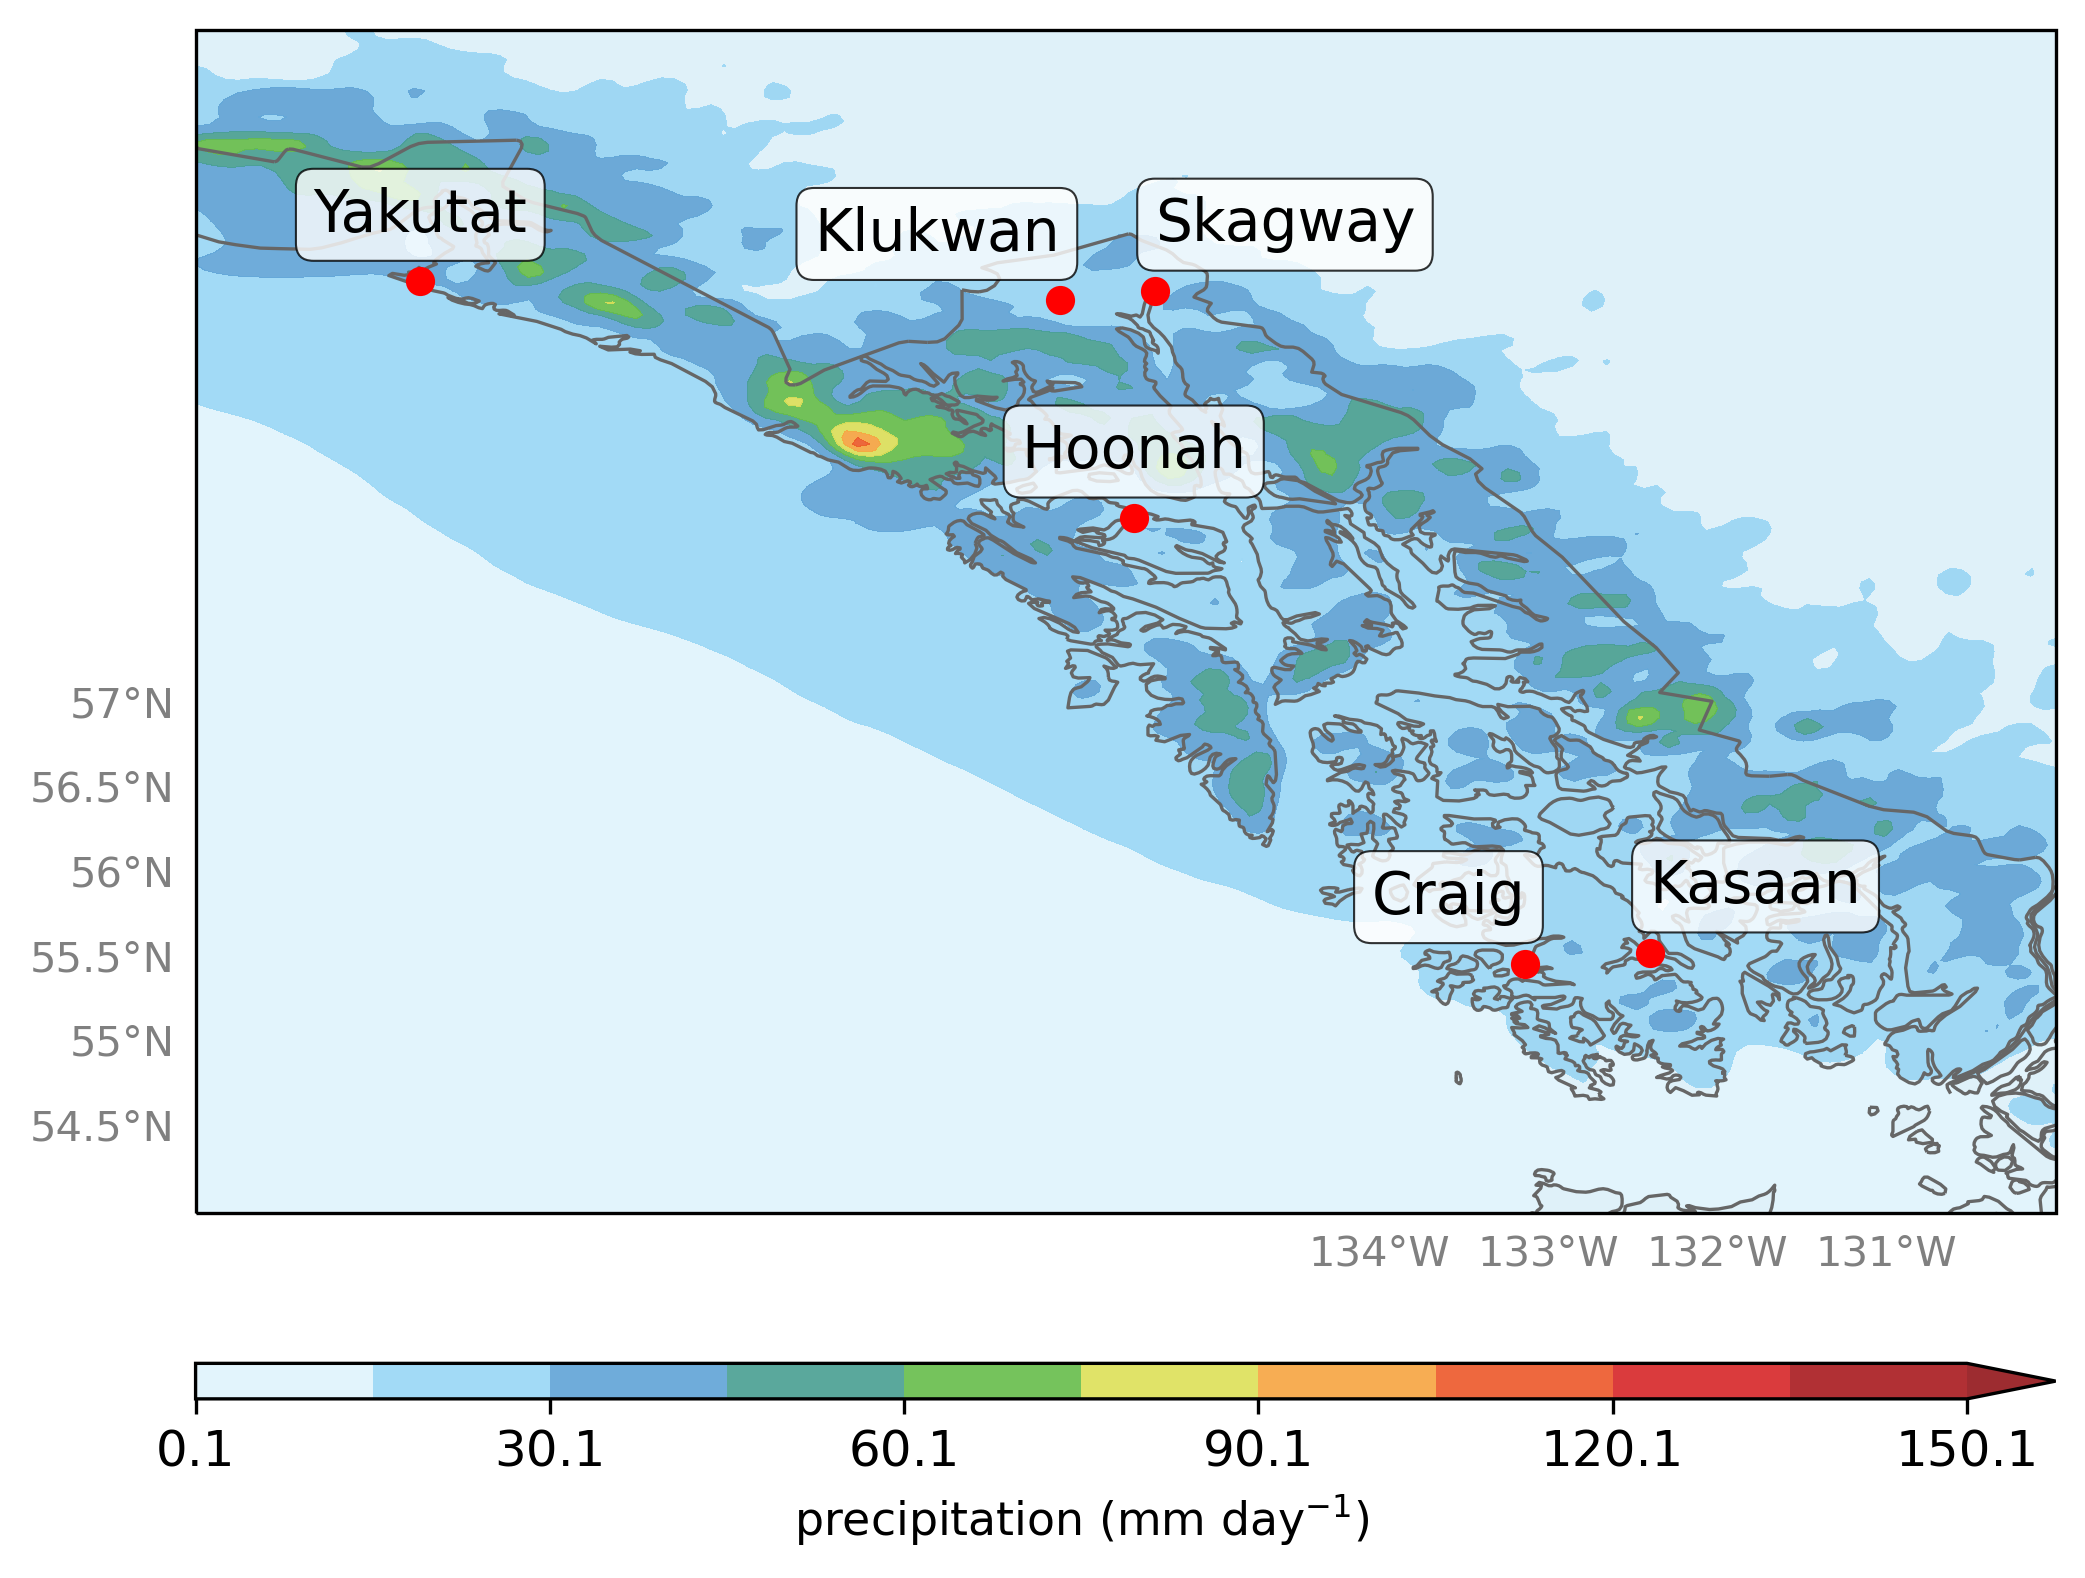 Yakutat
Klukwan
Skagway
Hoonah
Craig
Kasaan
57°N
56.5°N
56°N
55.5°N
55°N
54.5°N
134°W 133°W 132°W 131°W
0.1 30.1 60.1 90.1 120.1 150.1
precipitation (mm day⁻¹)